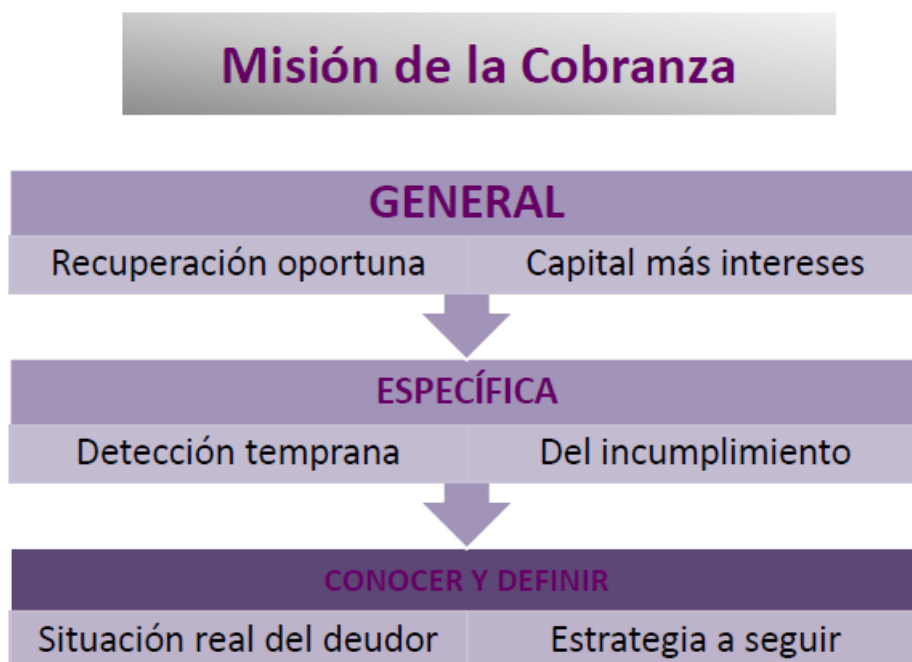 Misión de la Cobranza
GENERAL
Recuperación oportuna
Capital más intereses
ESPECÍFICA
Detección temprana
Del incumplimiento
CONOCER Y DEFINIR
Situación real del deudor
Estrategia a seguir